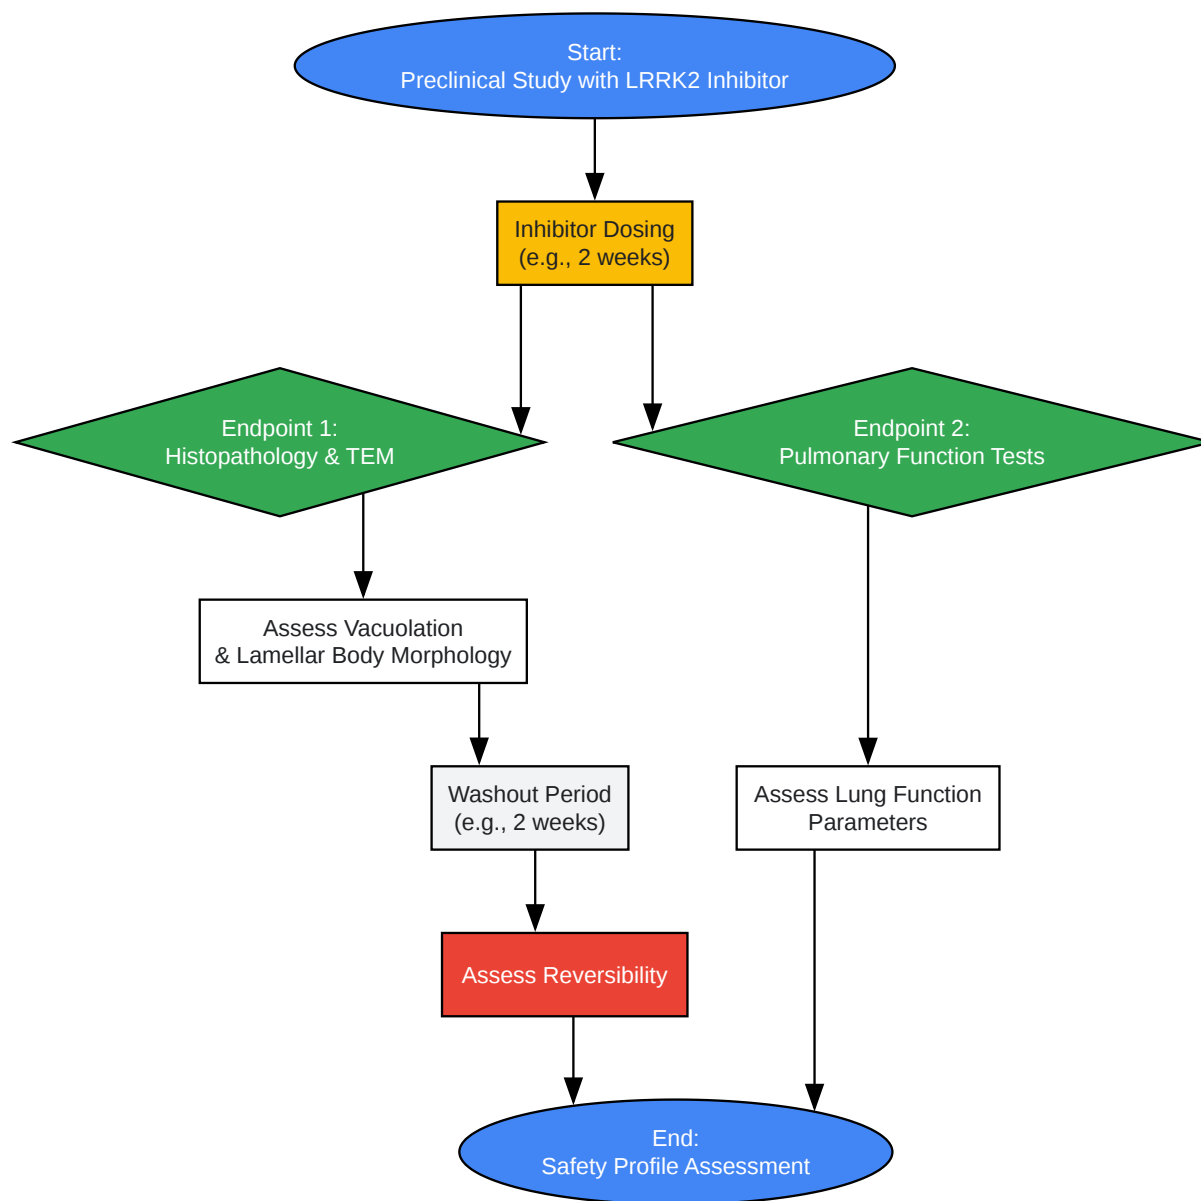 Start:
Preclinical Study with LRRK2 Inhibitor
Inhibitor Dosing
(e.g., 2 weeks)
Endpoint 1:
Histopathology & TEM
Endpoint 2:
Pulmonary Function Tests
Assess Vacuolation
& Lamellar Body Morphology
Washout Period
(e.g., 2 weeks)
Assess Lung Function
Parameters
Assess Reversibility
End:
Safety Profile Assessment